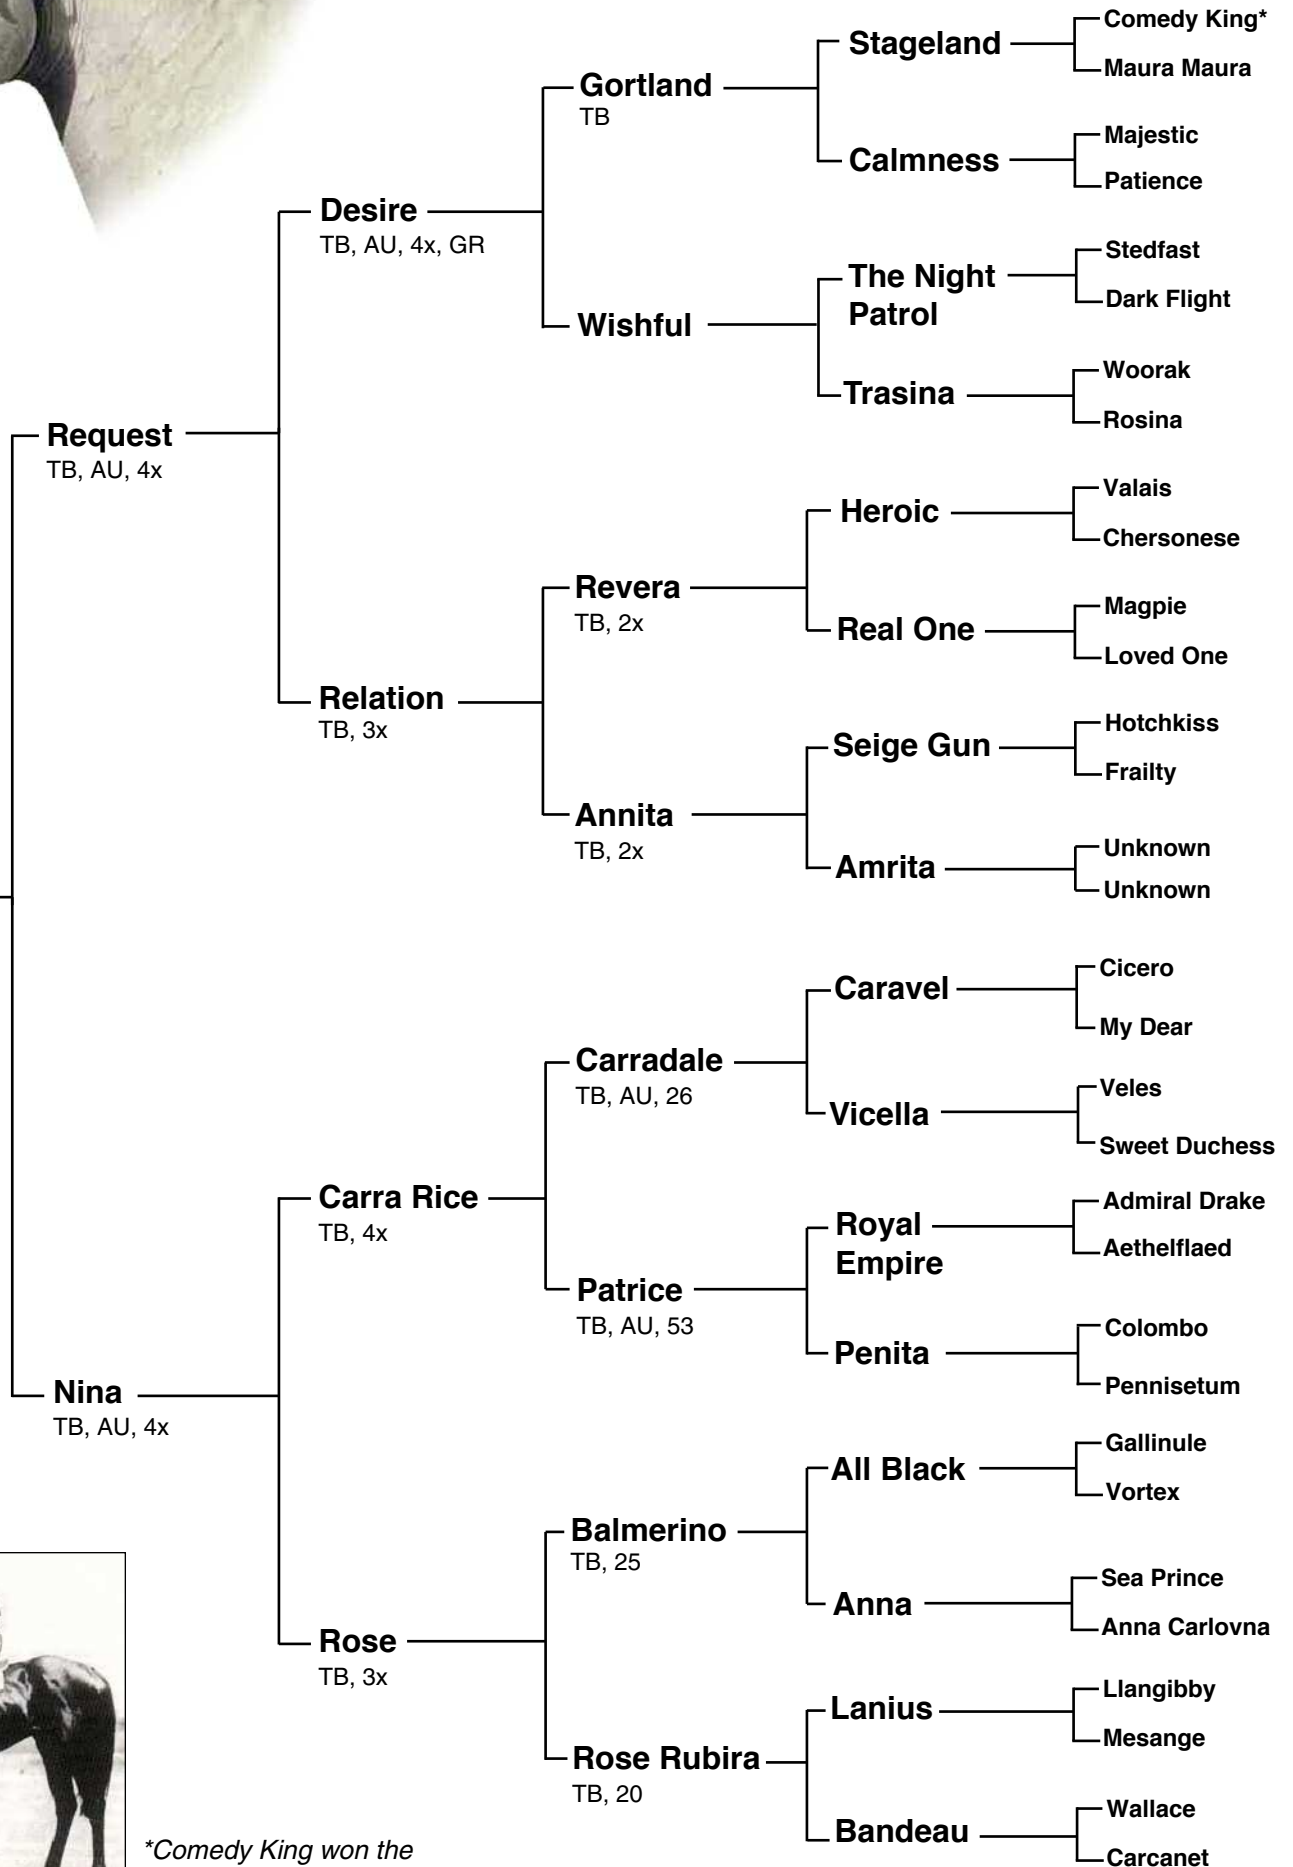 Comedy King*
Stageland
Maura Maura
Gortland
TB
Majestic
Calmness
Patience
Desire
TB, AU, 4x, GR
Stedfast
The Night
Patrol
Dark Flight
Wishful
Woorak
Trasina
Rosina
Request
TB, AU, 4x
Valais
Heroic
Chersonese
Revera
TB, 2x
Magpie
Real One
Loved One
Relation
TB, 3x
Hotchkiss
Seige Gun
Frailty
Annita
TB, 2x
Unknown
Amrita
Unknown
Cicero
Caravel
My Dear
Carradale
TB, AU, 26
Veles
Vicella
Sweet Duchess
Carra Rice
TB, 4x
Admiral Drake
Royal
Empire
Aethelflaed
Patrice
TB, AU, 53
Colombo
Penita
Pennisetum
Nina
TB, AU, 4x
Gallinule
All Black
Vortex
Balmerino
TB, 25
Sea Prince
Anna
Anna Carlovna
Rose
TB, 3x
Llangibby
Lanius
Mesange
Rose Rubira
TB, 20
Wallace
Bandeau
Carcanet
*Comedy King won the